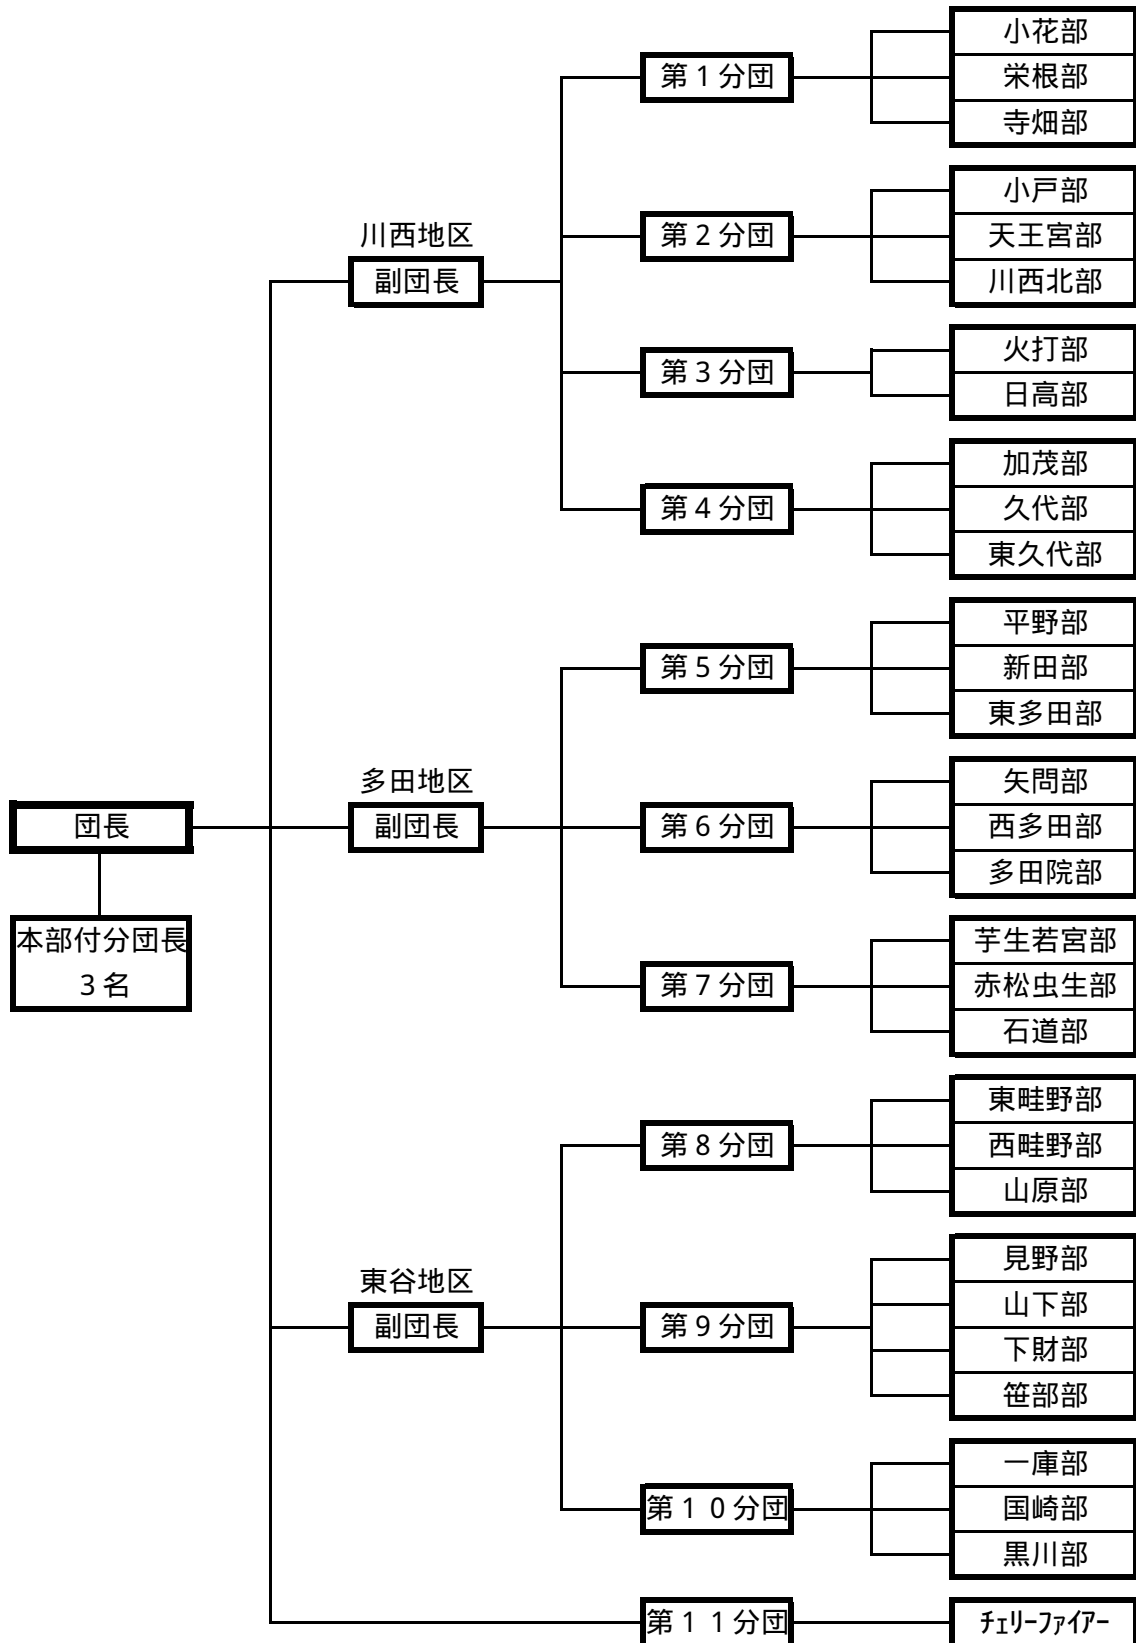 小花部
第１分団
栄根部
寺畑部
小戸部
川西地区
第２分団
天王宮部
副団長
川西北部
火打部
第３分団
日高部
加茂部
第４分団
久代部
東久代部
平野部
第５分団
新田部
東多田部
多田地区
矢問部
団長
副団長
第６分団
西多田部
多田院部
本部付分団長
３名
芋生若宮部
第７分団
赤松虫生部
石道部
東畦野部
第８分団
西畦野部
山原部
見野部
東谷地区
山下部
副団長
第９分団
下財部
笹部部
一庫部
第１０分団
国崎部
黒川部
第１１分団
ﾁｪﾘｰﾌｧｲｱｰ